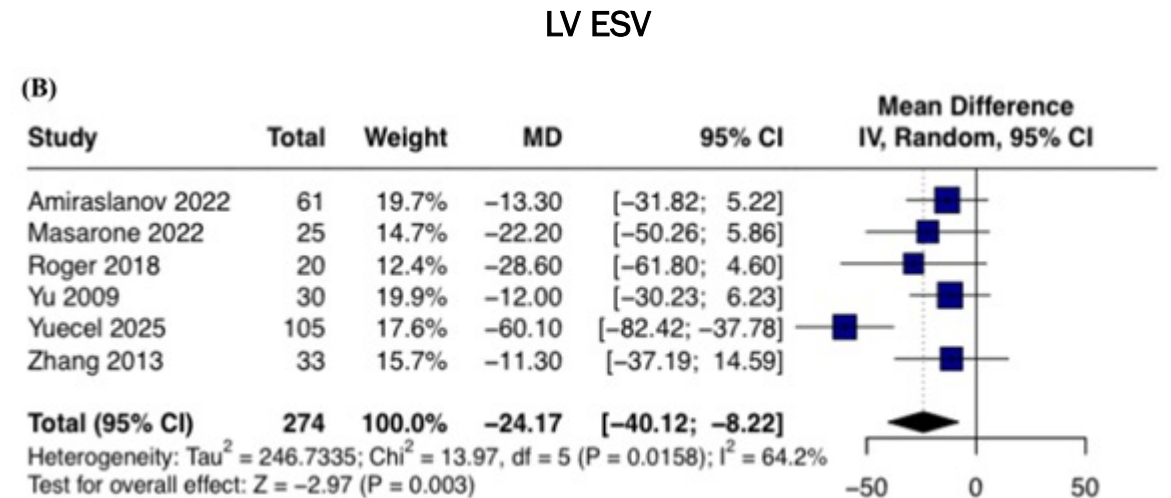 LV ESV
(B)
Mean Difference
Study Total Weight MD 95% CI IV, Random, 95% CI
Amiraslanov 2022 61 19.7% −13.30 [−31.82; 5.22]
Masarone 2022 25 14.7% −22.20 [−50.26; 5.86]
Roger 2018 20 12.4% −28.60 [−61.80; 4.60]
Yu 2009 30 19.9% −12.00 [−30.23; 6.23]
Yuecel 2025 105 17.6% −60.10 [−82.42; −37.78]
Zhang 2013 33 15.7% −11.30 [−37.19; 14.59]
Total (95% CI) 274 100.0% −24.17 [−40.12; −8.22]
Heterogeneity: Tau² = 246.7335; Chi² = 13.97, df = 5 (P = 0.0158); I² = 64.2%
Test for overall effect: Z = −2.97 (P = 0.003)
−50 0 50